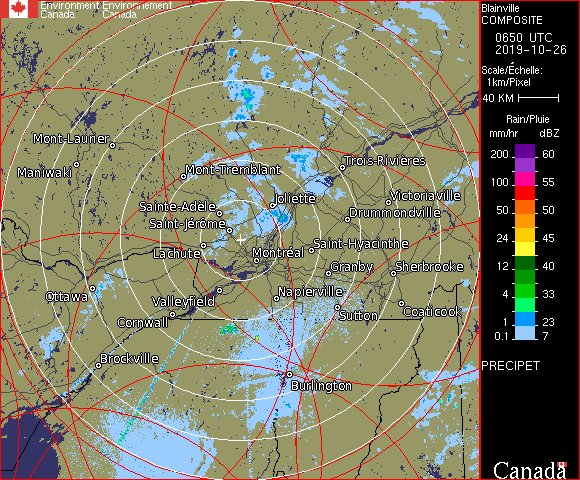 Environment Environnement
Canada Canada
Blainville
COMPOSITE
0650 UTC
2019-10-26
Scale/Échelle:
1km/Pixel
40 KM
Rain/Pluie
mm/hr dBZ
200 60
100 55
50 50
24 45
12 40
4 33
1 23
0.1 7
PRECIPET
Mont-Laurier
Maniwaki
Mont-Tremblant
Trois-Rivières
Joliette
Victoriaville
Sainte-Adèle
Drummondville
Saint-Jérôme
Saint-Hyacinthe
Lachute
Montréal
Granby
Sherbrooke
Ottawa
Valleyfield
Napierville
Coaticook
Cornwall
Sutton
Brockville
Burlington
Canada